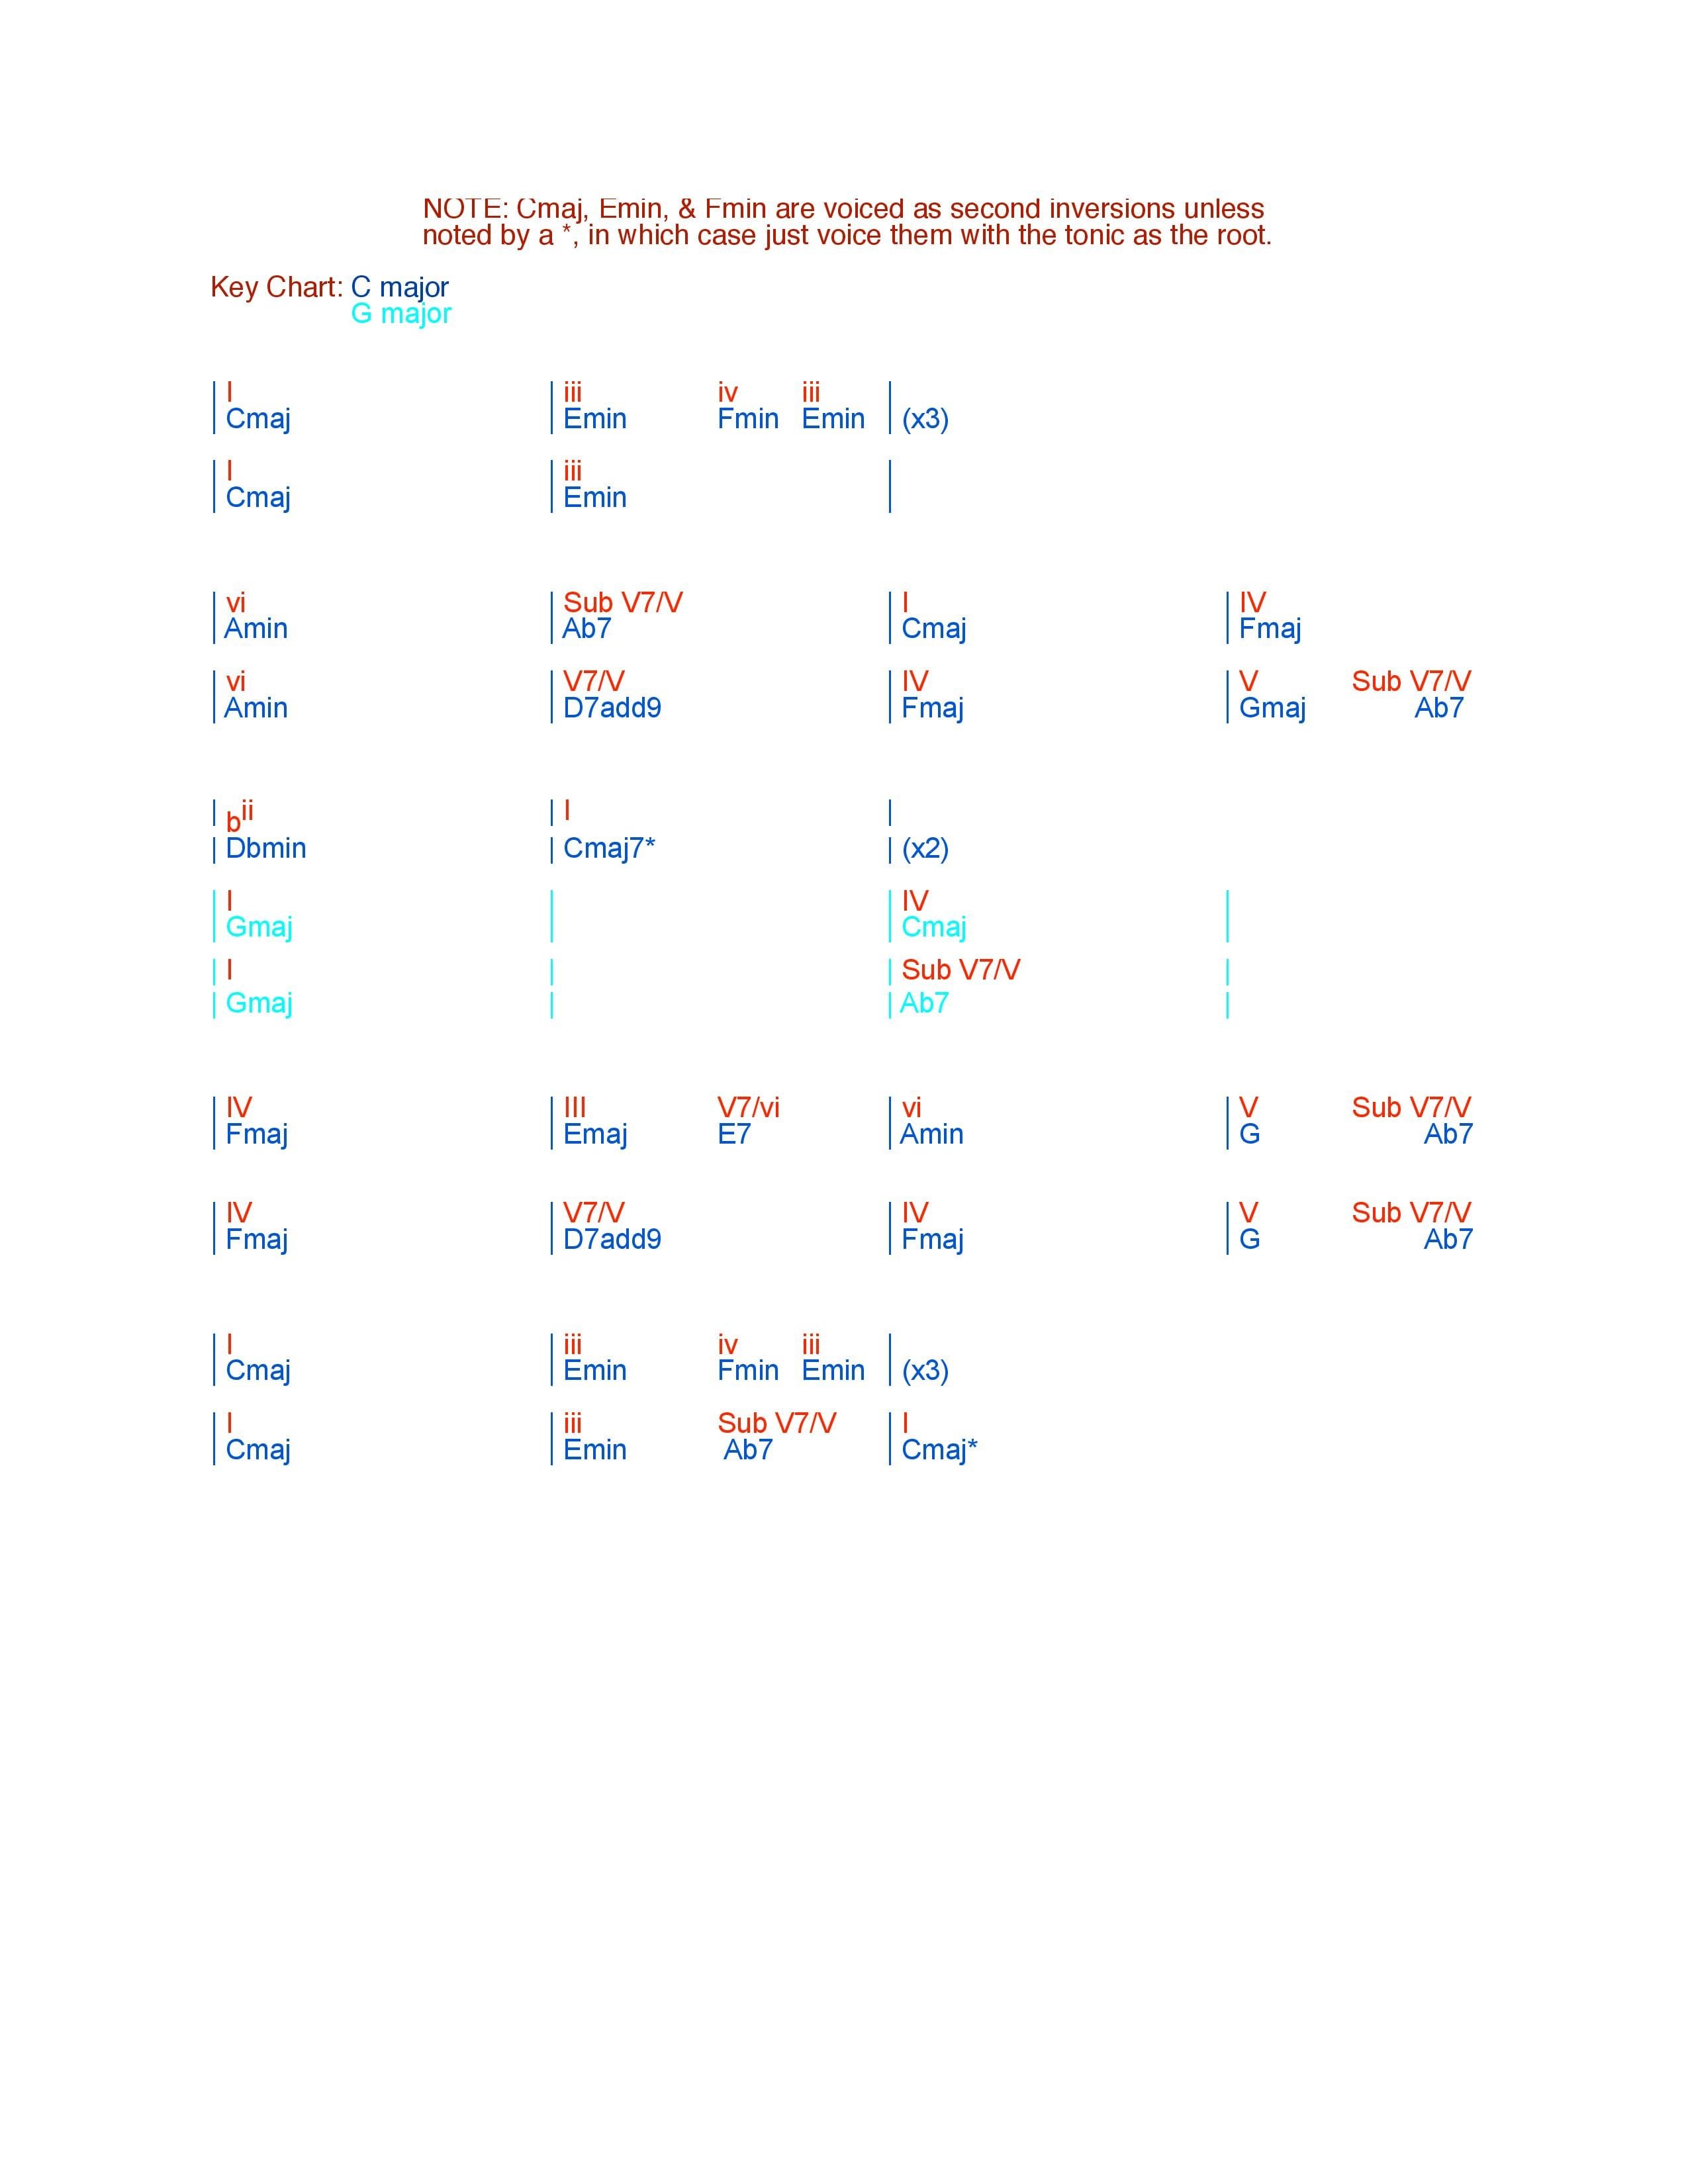 NOTE: Cmaj, Emin, & Fmin are voiced as second inversions unless
noted by a *, in which case just voice them with the tonic as the root.
Key Chart: C major
G major
| I | iii iv iii |
| Cmaj | Emin Fmin Emin | (x3)
| I | iii |
| Cmaj | Emin |
| vi | Sub V7/V | I | IV
| Amin | Ab7 | Cmaj | Fmaj
| vi | V7/V | IV | V Sub V7/V
| Amin | D7add9 | Fmaj | Gmaj Ab7
| bii | I |
| Dbmin | Cmaj7* | (x2)
| I | | IV |
| Gmaj | | Cmaj |
| I | | Sub V7/V |
| Gmaj | | Ab7 |
| IV | III V7/vi | vi | V Sub V7/V
| Fmaj | Emaj E7 | Amin | G Ab7
| IV | V7/V | IV | V Sub V7/V
| Fmaj | D7add9 | Fmaj | G Ab7
| I | iii iv iii |
| Cmaj | Emin Fmin Emin | (x3)
| I | iii Sub V7/V | I
| Cmaj | Emin Ab7 | Cmaj*